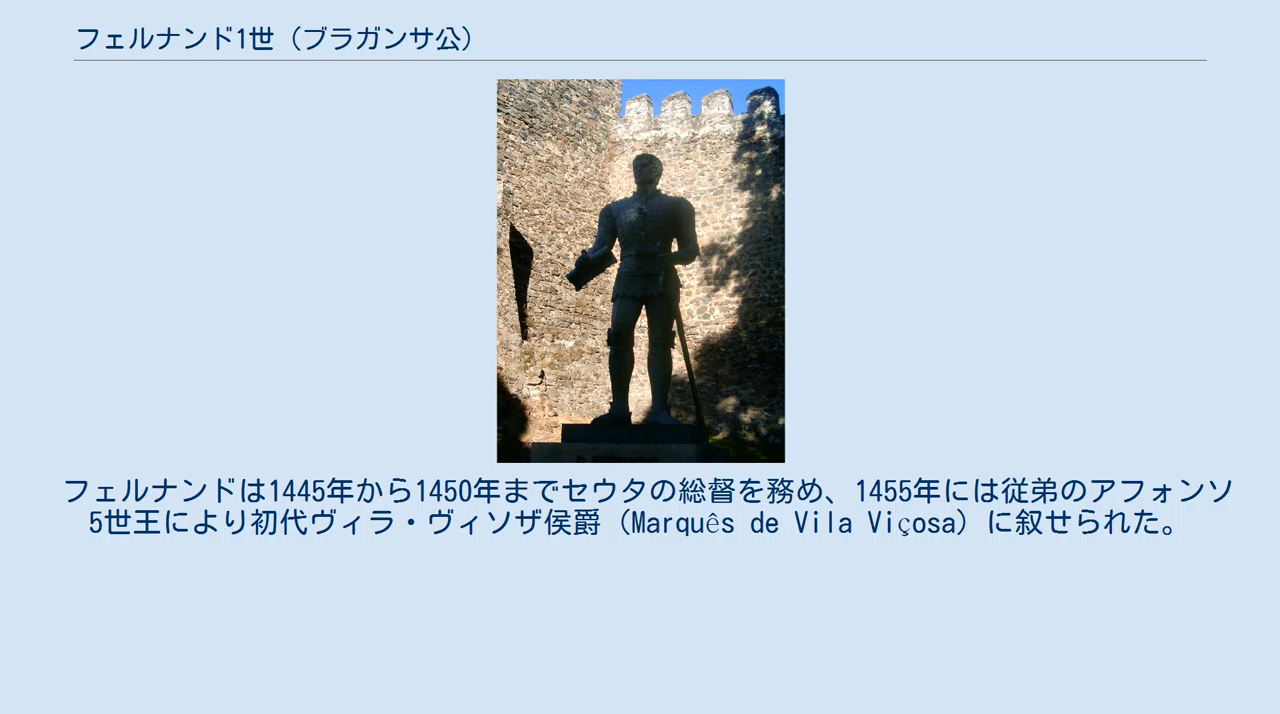 フェルナンド1世（ブラガンサ公）
フェルナンドは1445年から1450年までセウタの総督を務め、1455年には従弟のアフォンソ
5世王により初代ヴィラ・ヴィソザ侯爵（Marquês de Vila Viçosa）に叙せられた。